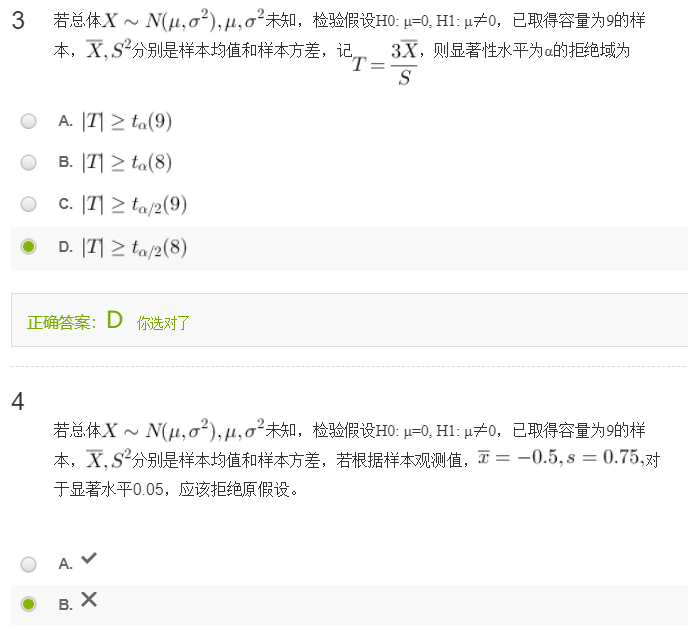 3
若总体X ~ N(μ,σ²),μ,σ²未知，检验假设H0: μ=0, H1: μ≠0，已取得容量为9的样
本，X̅,S²分别是样本均值和样本方差，记T = 3X̅/S，则显著性水平为α的拒绝域为
A. |T| ≥ t_α(9)
B. |T| ≥ t_α(8)
C. |T| ≥ t_{α/2}(9)
D. |T| ≥ t_{α/2}(8)
正确答案： D 你选对了
4
若总体X ~ N(μ,σ²),μ,σ²未知，检验假设H0: μ=0, H1: μ≠0，已取得容量为9的样
本，X̅,S²分别是样本均值和样本方差，若根据样本观测值，x̅ = −0.5, s = 0.75,对
于显著水平0.05，应该拒绝原假设。
A. ✓
B. ✕